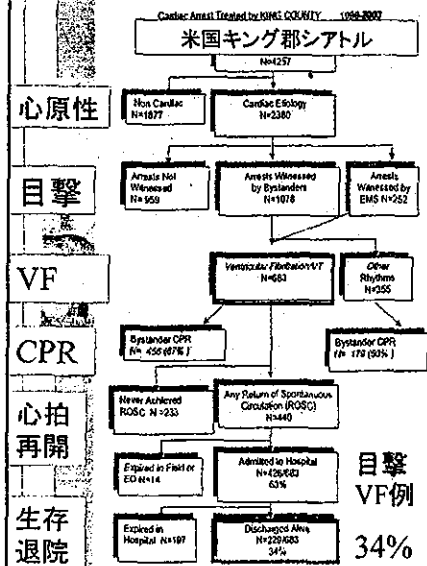 Cardiac Arrest Treated by KING COUNTY
米国キング郡シアトル
N=4257
心原性
Non Cardiac
N=1877
Cardiac Etiology
N=2380
目撃
Arrests Not
Witnessed
N=959
Arrests Witnessed
by Bystanders
N=1078
Arrests
Witnessed by
EMS N=252
VF
Ventricular Fibrillation/VT
N=683
Other
Rhythms
N=355
CPR
Bystander CPR
Bystander CPR
心拍
再開
Never Achieved
ROSC N=233
Any Return of Spontaneous
Circulation (ROSC)
N=440
Expired in Field or
ED N=14
Admitted to Hospital
N=426/683
63%
目撃
VF例
生存
退院
Expired in
Hospital N=197
Discharged Alive
N=229/683
34%
34%